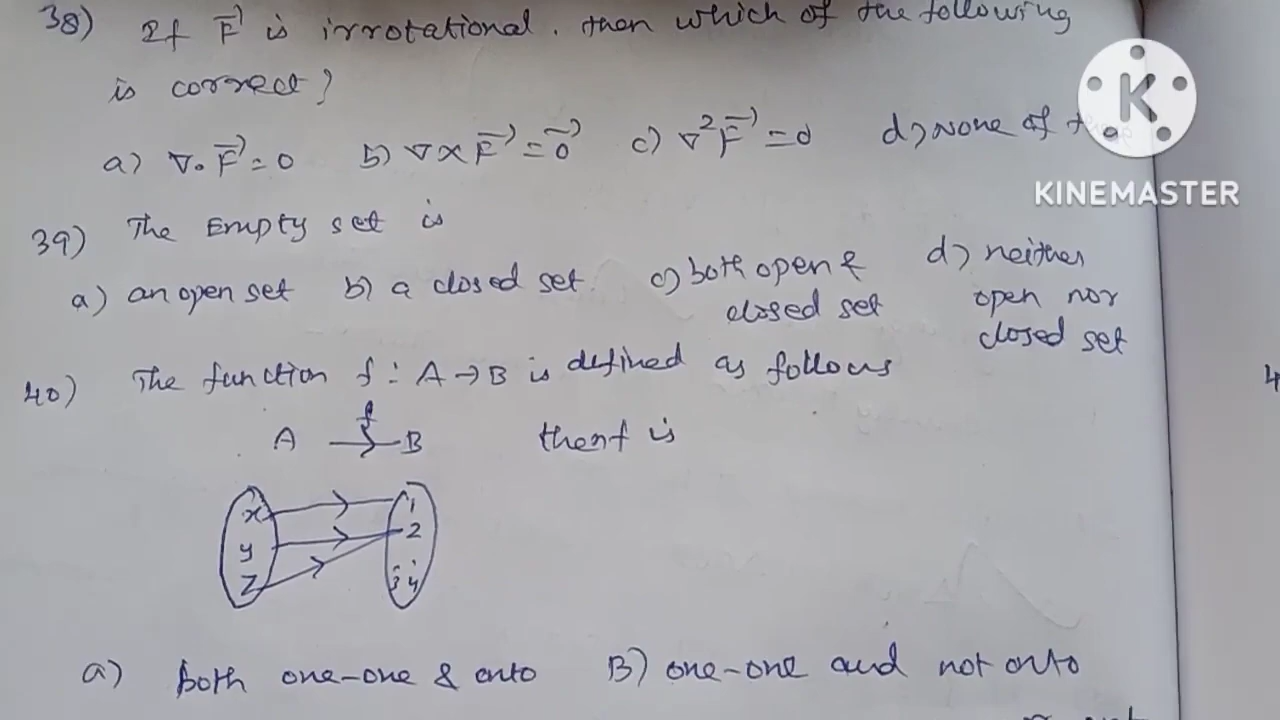 38) If F⃗ is irrotational. then which of the following
is correct?
a) ∇.F⃗ = 0 b) ∇×F⃗ = 0⃗ c) ∇²F⃗ = 0 d) None of
KINEMASTER
39) The Empty set is
a) an open set b) a closed set. c) both open & closed set d) neither open nor closed set
40) The function f : A→B is defined as follows
A f→ B then f is
x 1
y 2
z 3 4
a) both one-one & onto B) one-one and not onto